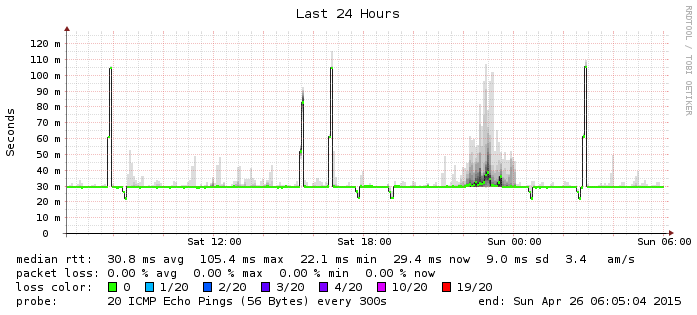 Last 24 Hours
RRDTOOL / TOBI OETIKER
Seconds
120 m
110 m
100 m
90 m
80 m
70 m
60 m
50 m
40 m
30 m
20 m
10 m
0
Sat 12:00 Sat 18:00 Sun 00:00 Sun 06:00
median rtt: 30.8 ms avg 105.4 ms max 22.1 ms min 29.4 ms now 9.0 ms sd 3.4 am/s
packet loss: 0.00 % avg 0.00 % max 0.00 % min 0.00 % now
loss color: 0 1/20 2/20 3/20 4/20 10/20 19/20
probe: 20 ICMP Echo Pings (56 Bytes) every 300s end: Sun Apr 26 06:05:04 2015